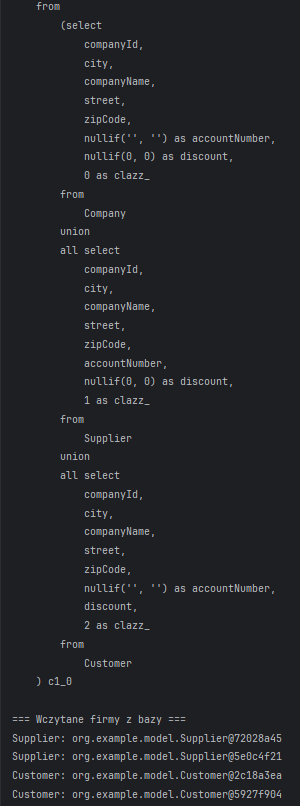 from
(select
companyId,
city,
companyName,
street,
zipCode,
nullif('', '') as accountNumber,
nullif(0, 0) as discount,
0 as clazz_
from
Company
union
all select
companyId,
city,
companyName,
street,
zipCode,
accountNumber,
nullif(0, 0) as discount,
1 as clazz_
from
Supplier
union
all select
companyId,
city,
companyName,
street,
zipCode,
nullif('', '') as accountNumber,
discount,
2 as clazz_
from
Customer
) c1_0
=== Wczytane firmy z bazy ===
Supplier: org.example.model.Supplier@72028a45
Supplier: org.example.model.Supplier@5e0c4f21
Customer: org.example.model.Customer@2c18a3ea
Customer: org.example.model.Customer@5927f904